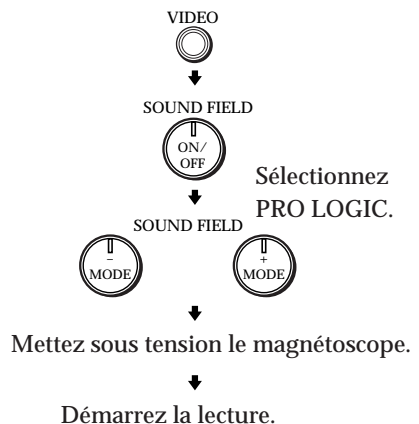 VIDEO
SOUND FIELD
ON/
OFF
Sélectionnez
PRO LOGIC.
SOUND FIELD
–
MODE
+
MODE
Mettez sous tension le magnétoscope.
Démarrez la lecture.